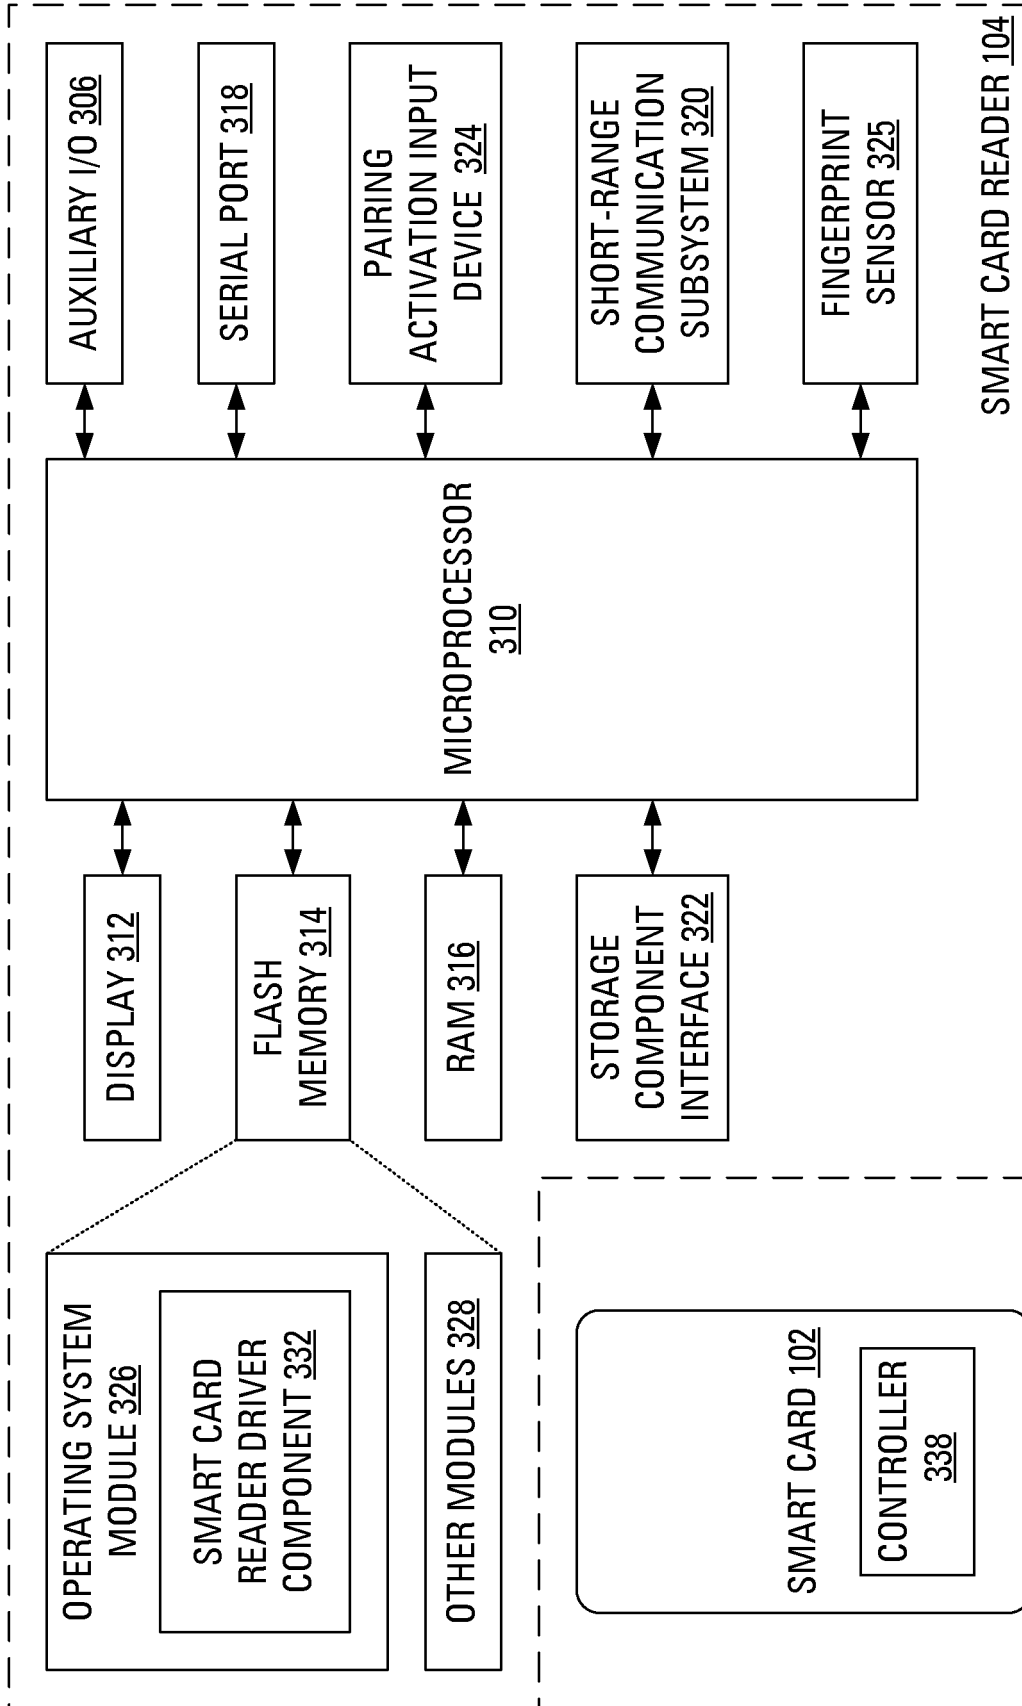 OPERATING SYSTEM
MODULE 326
SMART CARD
READER DRIVER
COMPONENT 332
OTHER MODULES 328
SMART CARD 102
CONTROLLER
338
DISPLAY 312
FLASH
MEMORY 314
RAM 316
STORAGE
COMPONENT
INTERFACE 322
MICROPROCESSOR
310
AUXILIARY I/O 306
SERIAL PORT 318
PAIRING
ACTIVATION INPUT
DEVICE 324
SHORT-RANGE
COMMUNICATION
SUBSYSTEM 320
FINGERPRINT
SENSOR 325
SMART CARD READER 104